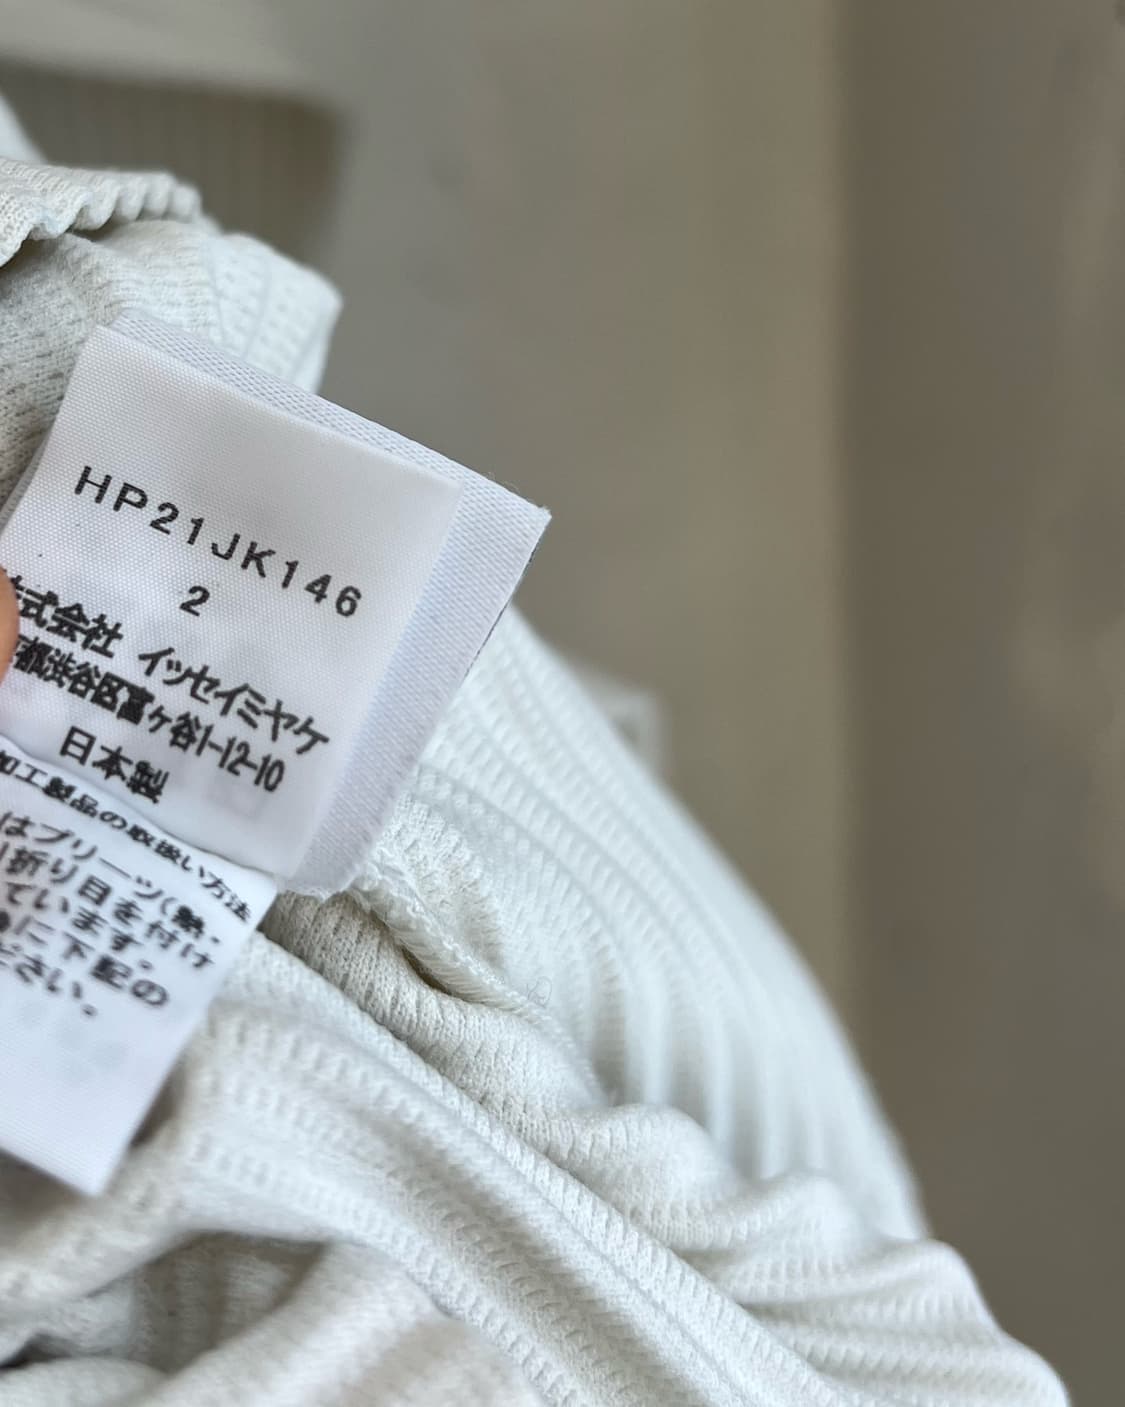 HP21JK146
2
式会社 イッセイミヤケ
都渋谷区富ヶ谷1-12-10
日本製
加工製品の取扱い方法
はプリーツ(熱・
折り目を付け
ています。
に下記の
ださい。